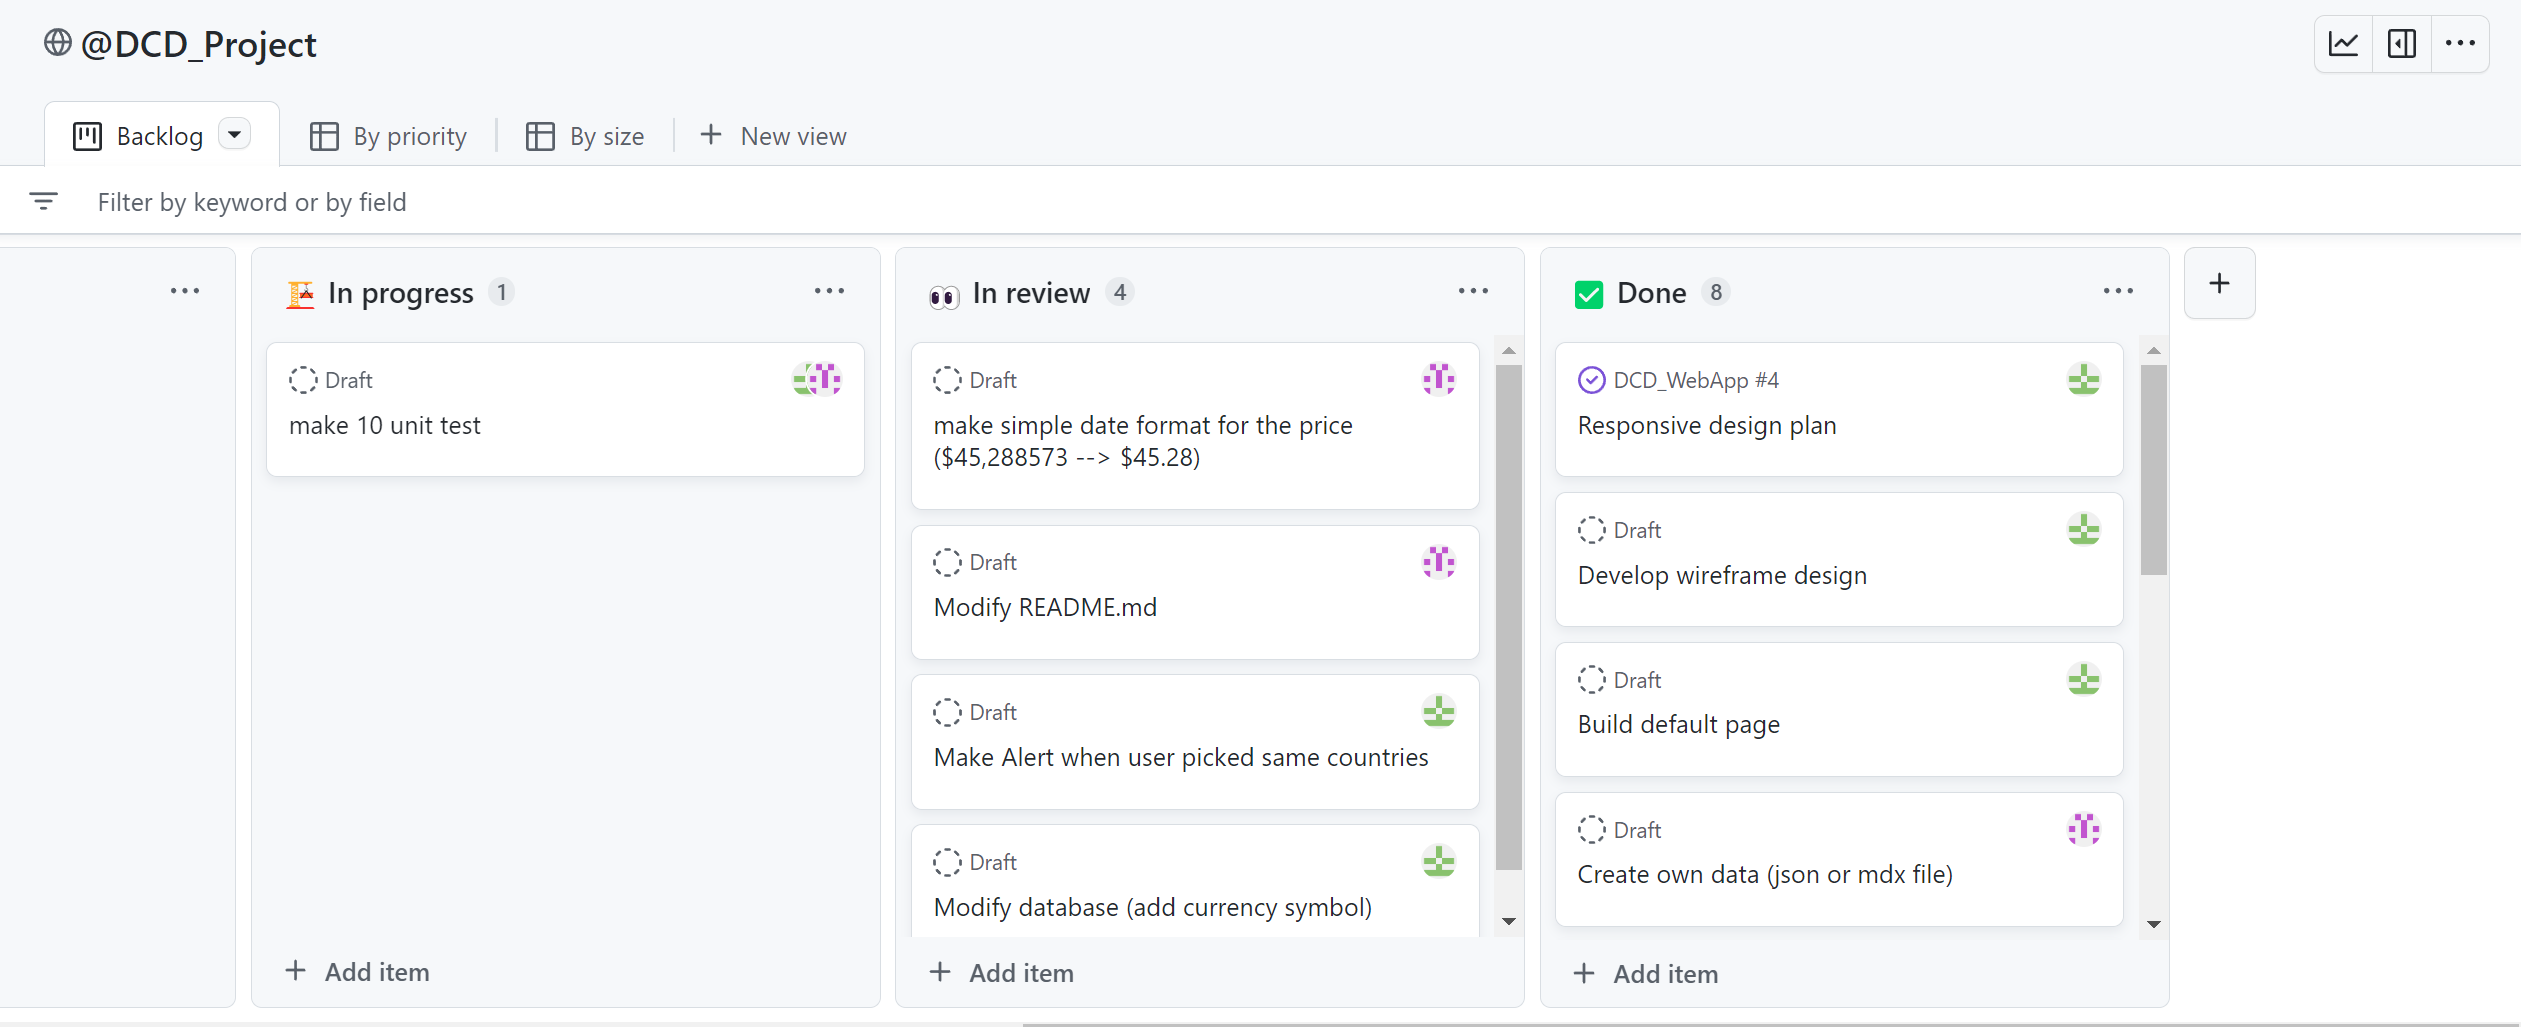 @DCD_Project
Backlog
By priority
By size
New view
Filter by keyword or by field
In progress 1
Draft
make 10 unit test
Add item
In review 4
Draft
make simple date format for the price
($45,288573 --> $45.28)
Draft
Modify README.md
Draft
Make Alert when user picked same countries
Draft
Modify database (add currency symbol)
Add item
Done 8
DCD_WebApp #4
Responsive design plan
Draft
Develop wireframe design
Draft
Build default page
Draft
Create own data (json or mdx file)
Add item